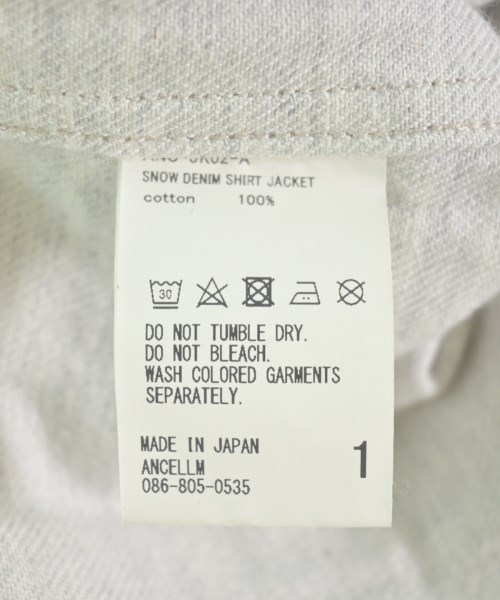 SNOW DENIM SHIRT JACKET
cotton 100%
30
DO NOT TUMBLE DRY.
DO NOT BLEACH.
WASH COLORED GARMENTS
SEPARATELY.
MADE IN JAPAN
ANCELLM
086-805-0535
1